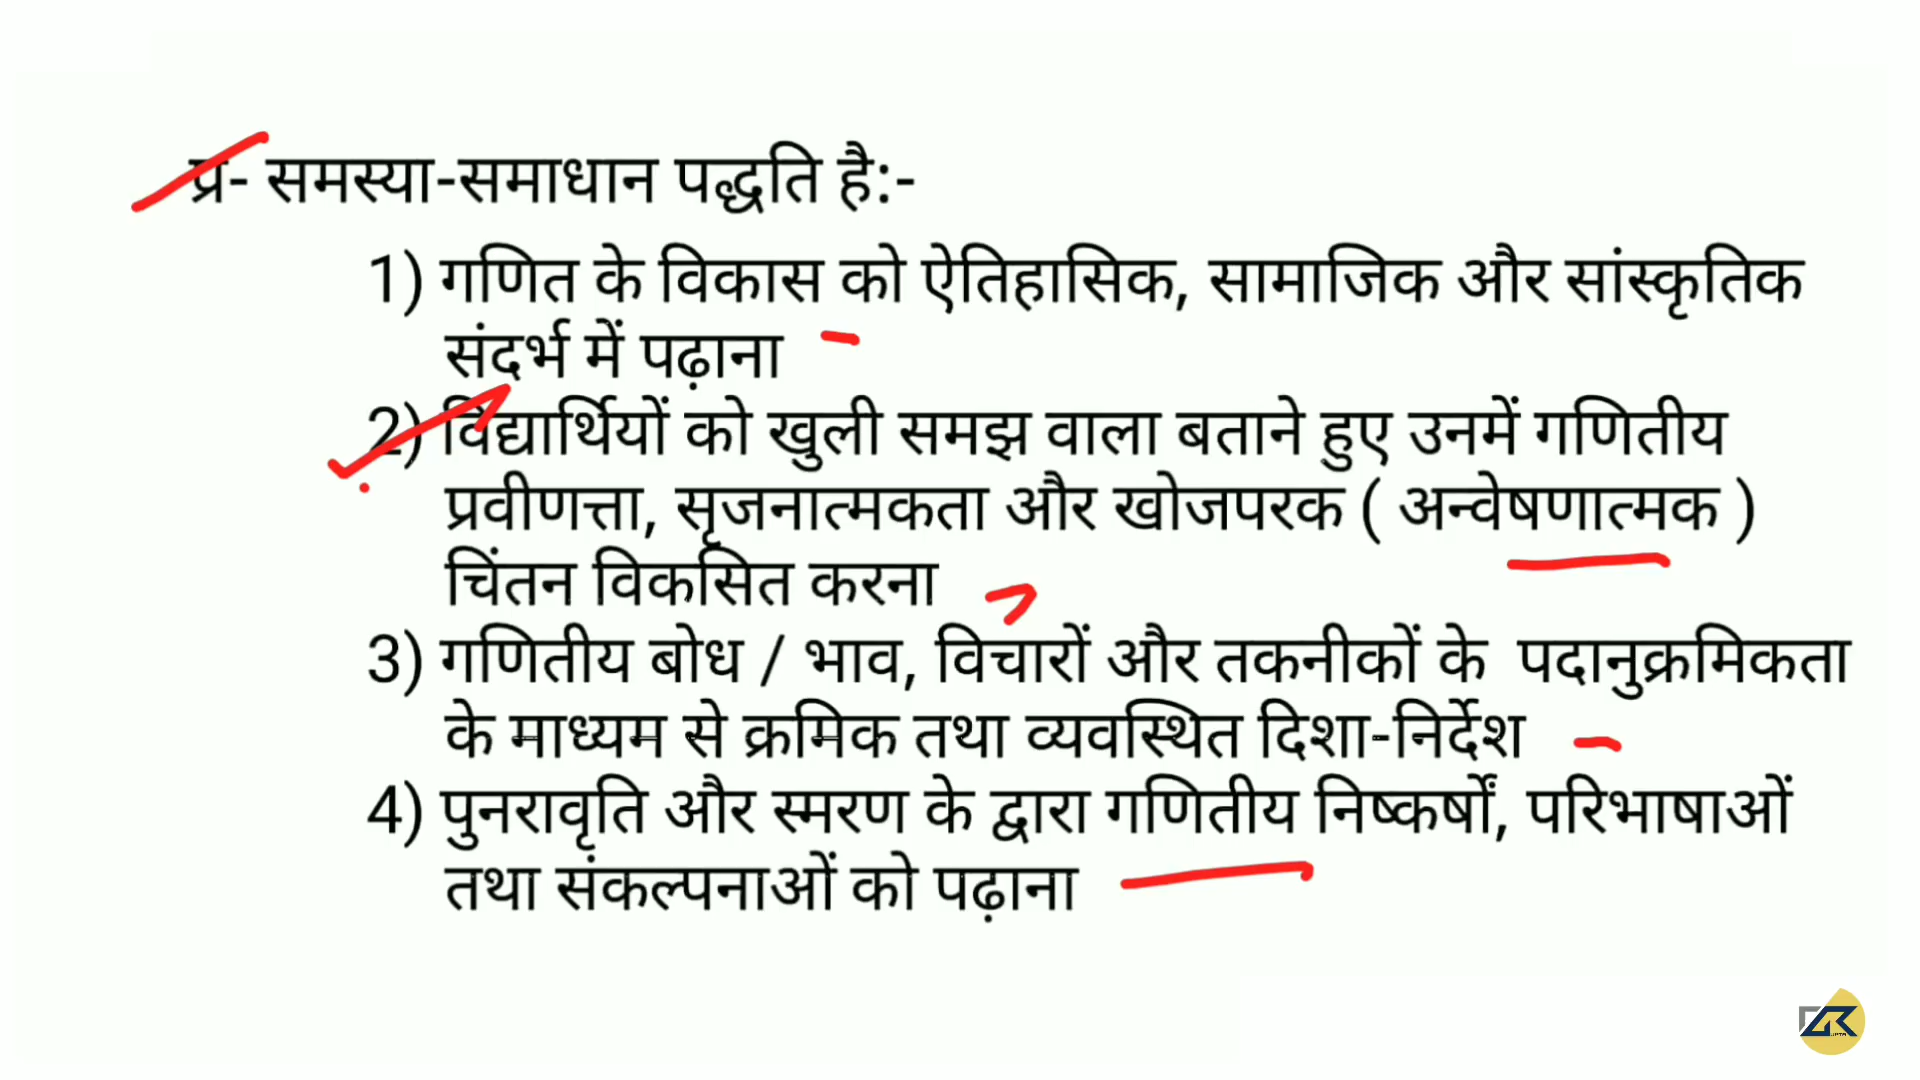 प्र- समस्या-समाधान पद्धति है:-
1) गणित के विकास को ऐतिहासिक, सामाजिक और सांस्कृतिक
संदर्भ में पढ़ाना
2) विद्यार्थियों को खुली समझ वाला बताने हुए उनमें गणितीय
प्रवीणत्ता, सृजनात्मकता और खोजपरक ( अन्वेषणात्मक )
चिंतन विकसित करना
3) गणितीय बोध / भाव, विचारों और तकनीकों के पदानुक्रमिकता
के माध्यम से क्रमिक तथा व्यवस्थित दिशा-निर्देश
4) पुनरावृति और स्मरण के द्वारा गणितीय निष्कर्षों, परिभाषाओं
तथा संकल्पनाओं को पढ़ाना